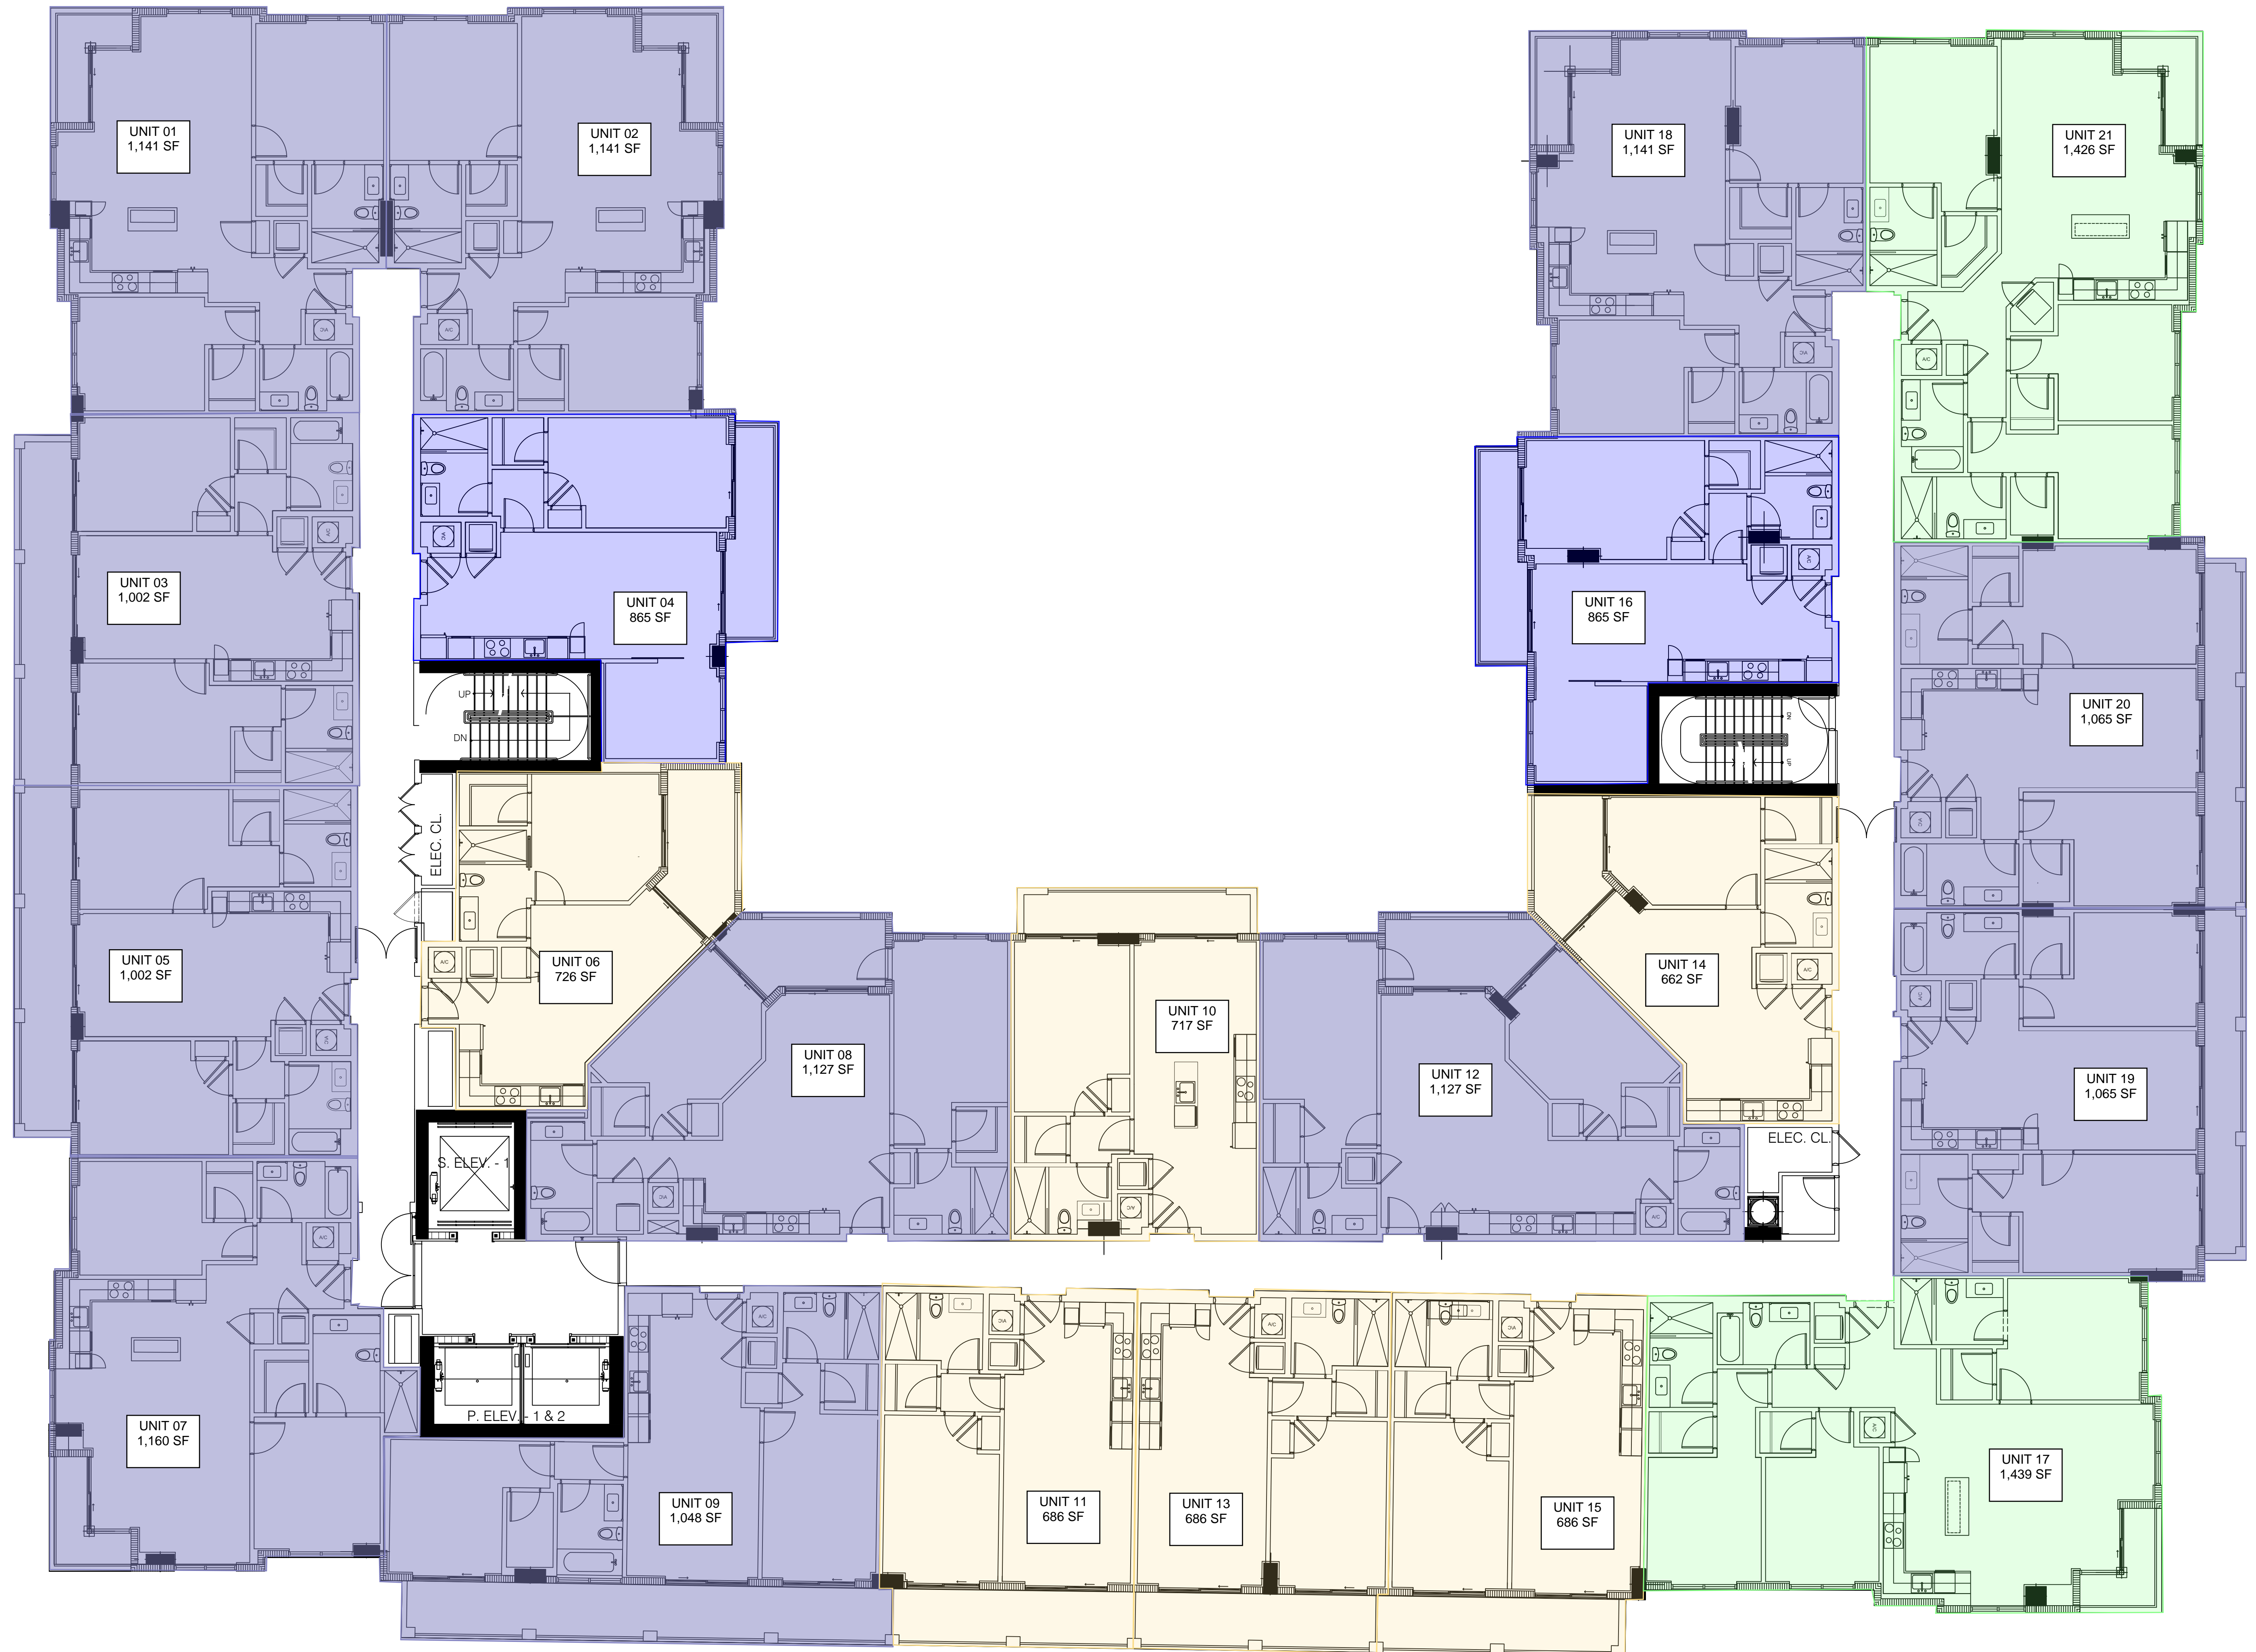 UNIT 01
1,141 SF
UNIT 02
1,141 SF
UNIT 18
1,141 SF
UNIT 21
1,426 SF
A/C
A/C
A/C
A/C
UNIT 03
1,002 SF
A/C
A/C
UNIT 04
865 SF
UNIT 16
865 SF
A/C
UP
DN
UNIT 20
1,065 SF
DN
UP
A/C
ELEC. CL.
UNIT 05
1,002 SF
A/C
UNIT 06
726 SF
A/C
UNIT 08
1,127 SF
A/C
UNIT 10
717 SF
A/C
UNIT 12
1,127 SF
A/C
UNIT 14
662 SF
A/C
UNIT 19
1,065 SF
A/C
ELEC. CL.
S. ELEV. - 1
A/C
P. ELEV. - 1 & 2
UNIT 07
1,160 SF
UNIT 09
1,048 SF
A/C
UNIT 11
686 SF
A/C
UNIT 13
686 SF
A/C
UNIT 15
686 SF
A/C
UNIT 17
1,439 SF
A/C